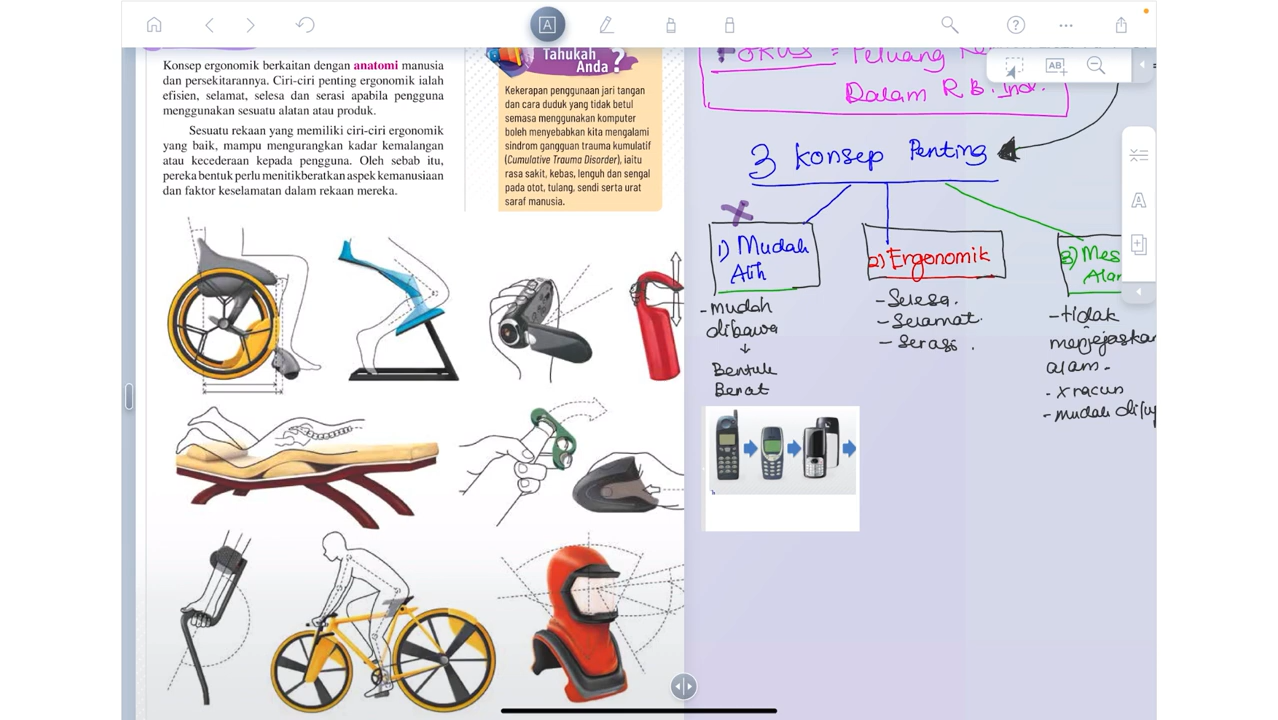 Konsep ergonomik berkaitan dengan anatomi manusia
dan persekitarannya. Ciri-ciri penting ergonomik ialah
efisien, selamat, selesa dan serasi apabila pengguna
menggunakan sesuatu alatan atau produk.
Sesuatu rekaan yang memiliki ciri-ciri ergonomik
yang baik, mampu mengurangkan kadar kemalangan
atau kecederaan kepada pengguna. Oleh sebab itu,
pereka bentuk perlu menitikberatkan aspek kemanusiaan
dan faktor keselamatan dalam rekaan mereka.
Tahukah
Anda ?
Kekerapan penggunaan jari tangan
dan cara duduk yang tidak betul
semasa menggunakan komputer
boleh menyebabkan kita mengalami
sindrom gangguan trauma kumulatif
(Cumulative Trauma Disorder), iaitu
rasa sakit, kebas, lenguh dan sengal
pada otot, tulang, sendi serta urat
saraf manusia.
FOKUS = Peluang
Dalam R.B. Ind.
3 Konsep Penting
1) Mudah
Alih
- mudah
dibawa
↓
Bentuk
Berat
2) Ergonomik
- Selesa.
- Selamat.
- Serasi.
3) Mes
Alam
- tidak
menjejaskan
alam.
- x racun
- mudah